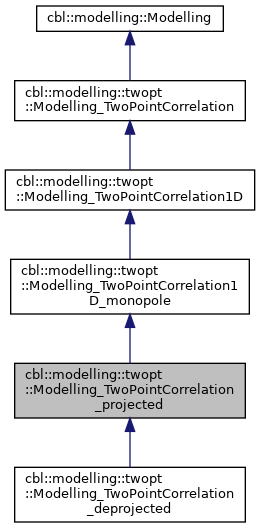 cbl::modelling::Modelling
cbl::modelling::twopt
::Modelling_TwoPointCorrelation
cbl::modelling::twopt
::Modelling_TwoPointCorrelation1D
cbl::modelling::twopt
::Modelling_TwoPointCorrelation1
D_monopole
cbl::modelling::twopt
::Modelling_TwoPointCorrelation
_projected
cbl::modelling::twopt
::Modelling_TwoPointCorrelation
_deprojected